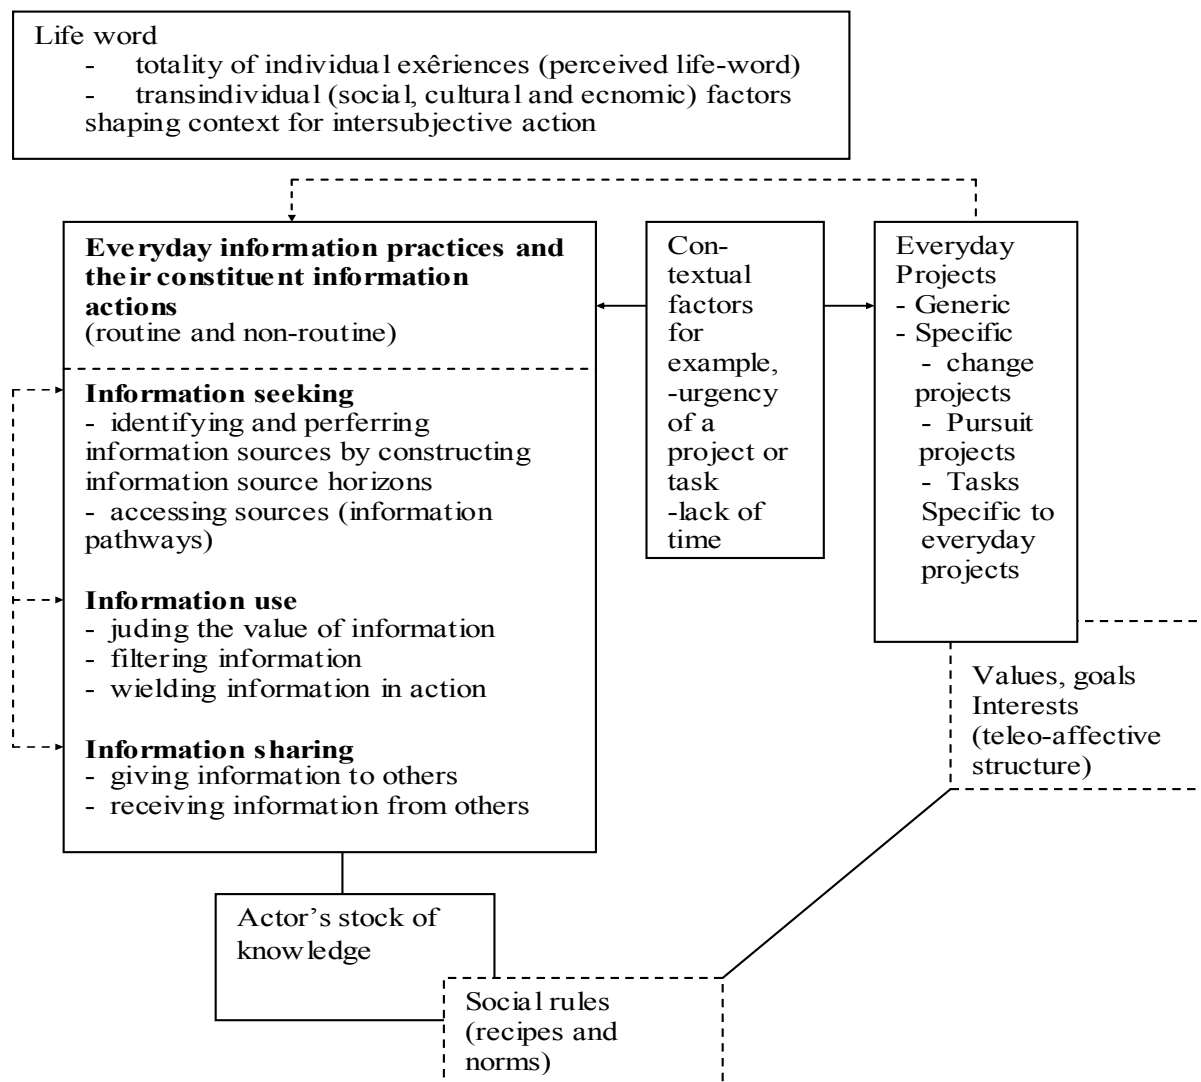 Life word
- totality of individual exêriences (perceived life-word)
- transindividual (social, cultural and ecnomic) factors
shaping context for intersubjective action
Everyday information practices and
their constituent information
actions
(routine and non-routine)
Information seeking
- identifying and perferring
information sources by constructing
information source horizons
- accessing sources (information
pathways)
Information use
- juding the value of information
- filtering information
- wielding information in action
Information sharing
- giving information to others
- receiving information from others
Con-
textual
factors
for
example,
-urgency
of a
project or
task
-lack of
time
Everyday
Projects
- Generic
- Specific
- change
projects
- Pursuit
projects
- Tasks
Specific to
everyday
projects
Values, goals
Interests
(teleo-affective
structure)
Actor's stock of
knowledge
Social rules
(recipes and
norms)